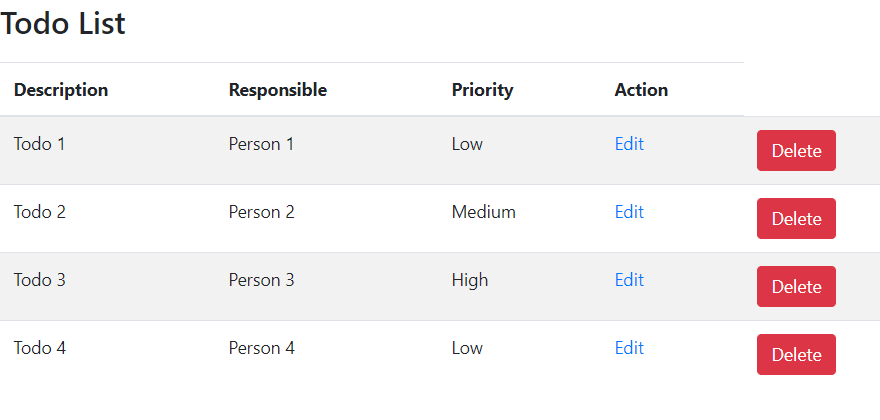 Todo List
Description Responsible Priority Action
Todo 1 Person 1 Low Edit Delete
Todo 2 Person 2 Medium Edit Delete
Todo 3 Person 3 High Edit Delete
Todo 4 Person 4 Low Edit Delete